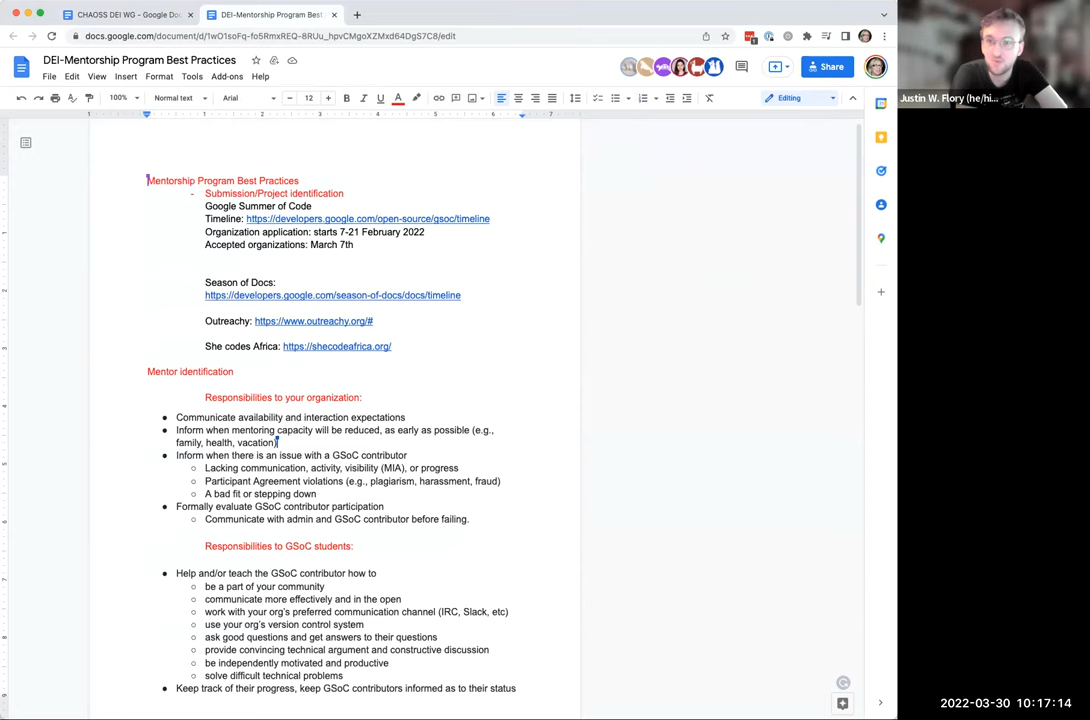 CHAOSS DEI WG - Google Doc
DEI-Mentorship Program Best
docs.google.com/document/d/1wO1soFq-fo5RmxREQ-8RUu_hpvCMgoXZMxd64DgS7C8/edit
DEI-Mentorship Program Best Practices
File Edit View Insert Format Tools Add-ons Help
Share
100% Normal text Arial 12 B I U A Editing
1 1 2 3 4 5 6 7
Mentorship Program Best Practices
- Submission/Project identification
Google Summer of Code
Timeline: https://developers.google.com/open-source/gsoc/timeline
Organization application: starts 7-21 February 2022
Accepted organizations: March 7th
Season of Docs:
https://developers.google.com/season-of-docs/docs/timeline
Outreachy: https://www.outreachy.org/#
She codes Africa: https://shecodeafrica.org/
Mentor identification
Responsibilities to your organization:
● Communicate availability and interaction expectations
● Inform when mentoring capacity will be reduced, as early as possible (e.g.,
family, health, vacation)
● Inform when there is an issue with a GSoC contributor
○ Lacking communication, activity, visibility (MIA), or progress
○ Participant Agreement violations (e.g., plagiarism, harassment, fraud)
○ A bad fit or stepping down
● Formally evaluate GSoC contributor participation
○ Communicate with admin and GSoC contributor before failing.
Responsibilities to GSoC students:
● Help and/or teach the GSoC contributor how to
○ be a part of your community
○ communicate more effectively and in the open
○ work with your org's preferred communication channel (IRC, Slack, etc)
○ use your org's version control system
○ ask good questions and get answers to their questions
○ provide convincing technical argument and constructive discussion
○ be independently motivated and productive
○ solve difficult technical problems
● Keep track of their progress, keep GSoC contributors informed as to their status
Justin W. Flory (he/hi...
2022-03-30 10:17:14